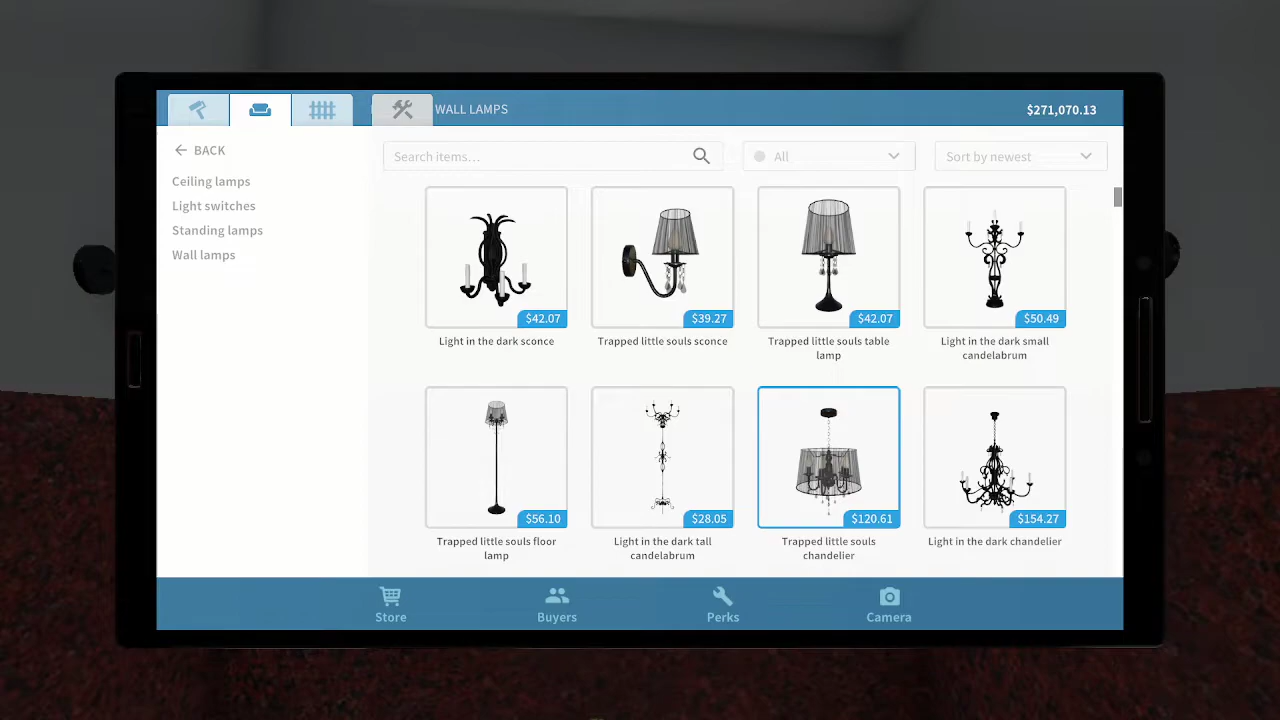 WALL LAMPS
$271,070.13
BACK
Search items...
All
Sort by newest
Ceiling lamps
Light switches
Standing lamps
Wall lamps
$42.07
$39.27
$42.07
$50.49
Light in the dark sconce
Trapped little souls sconce
Trapped little souls table
lamp
Light in the dark small
candelabrum
$56.10
$28.05
$120.61
$154.27
Trapped little souls floor
lamp
Light in the dark tall
candelabrum
Trapped little souls
chandelier
Light in the dark chandelier
Store
Buyers
Perks
Camera